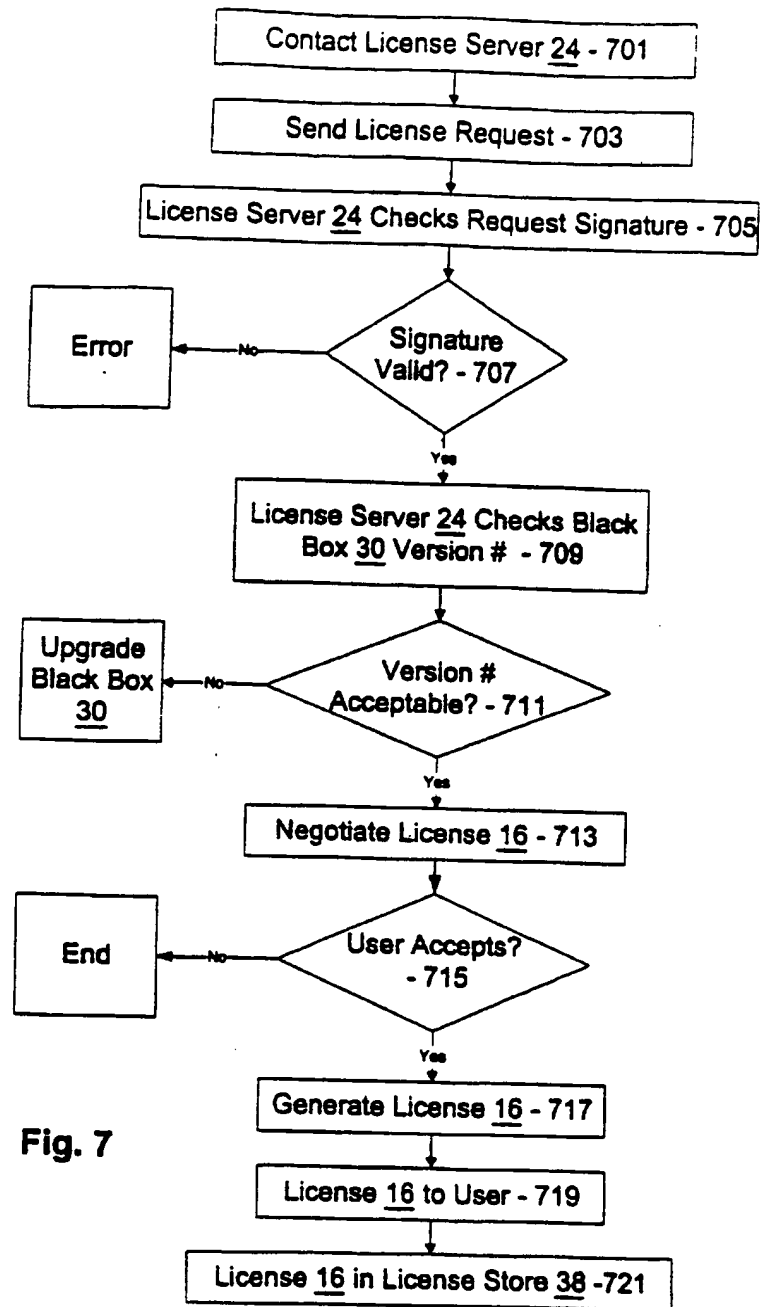 Contact License Server 24 - 701
Send License Request - 703
License Server 24 Checks Request Signature - 705
Error
No
Signature
Valid? - 707
Yes
License Server 24 Checks Black
Box 30 Version # - 709
Upgrade
Black Box
30
No
Version #
Acceptable? - 711
Yes
Negotiate License 16 - 713
End
No
User Accepts?
- 715
Yes
Generate License 16 - 717
Fig. 7
License 16 to User - 719
License 16 in License Store 38 -721